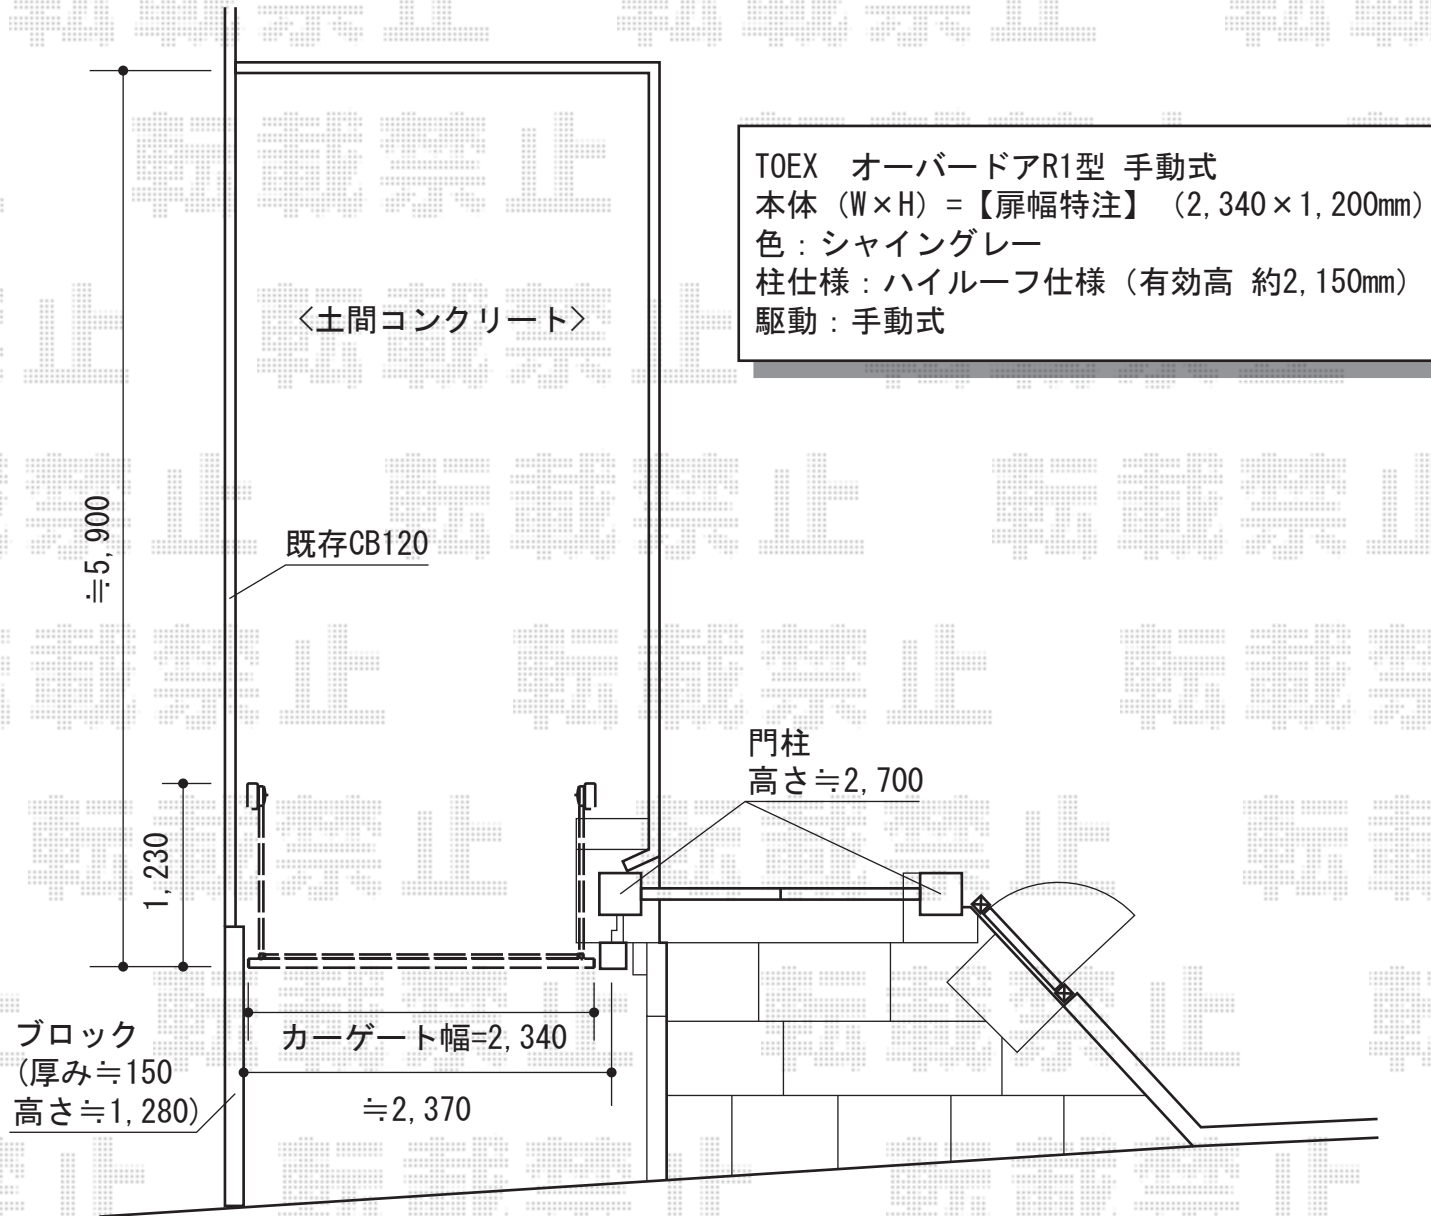 TOEX オーバードアR1型 手動式
本体（W×H）=【扉幅特注】（2,340×1,200mm）
色：シャイングレー
柱仕様：ハイルーフ仕様（有効高 約2,150mm）
駆動：手動式
<土間コンクリート>
≒5,900
既存CB120
門柱
高さ≒2,700
1,230
カーゲート幅=2,340
≒2,370
ブロック
(厚み≒150
高さ≒1,280)
転載禁止